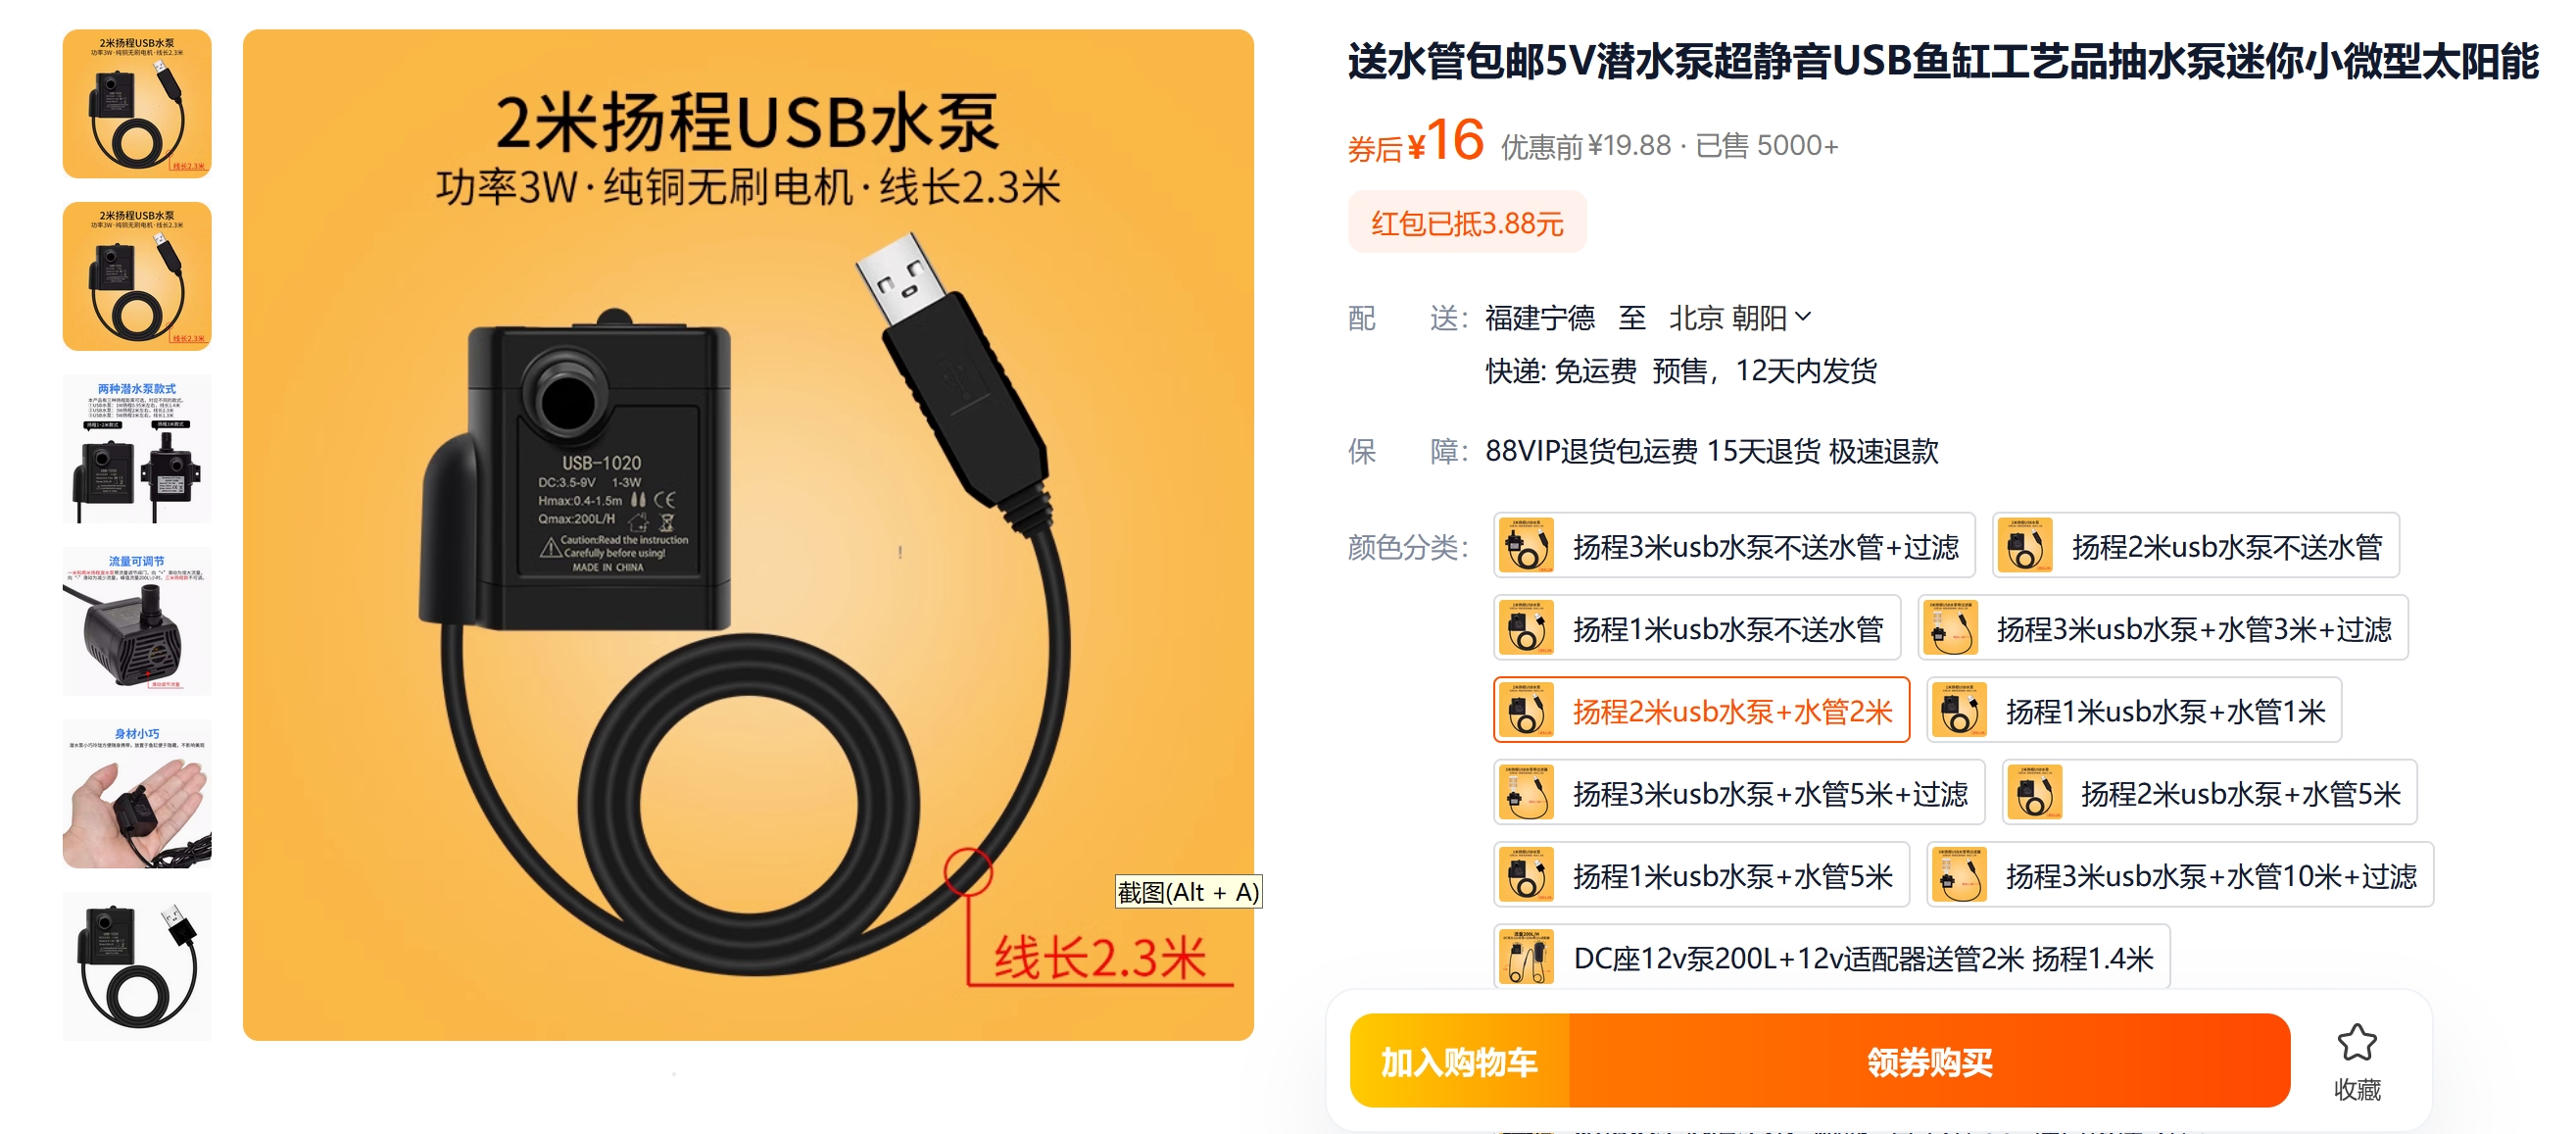 2米扬程USB水泵
功率3W·纯铜无刷电机·线长2.3米
线长2.3米
2米扬程USB水泵
功率3W·纯铜无刷电机·线长2.3米
线长2.3米
两种潜水泵款式
流量可调节
身材小巧
2米扬程USB水泵
功率3W·纯铜无刷电机·线长2.3米
USB-1020
DC:3.5-9V 1-3W
Hmax:0.4-1.5m
Qmax:200L/H
Caution:Read the instruction
Carefully before using!
MADE IN CHINA
截图(Alt + A)
线长2.3米
送水管包邮5V潜水泵超静音USB鱼缸工艺品抽水泵迷你小微型太阳能
券后¥16 优惠前¥19.88 · 已售 5000+
红包已抵3.88元
配送: 福建宁德 至 北京 朝阳
快递: 免运费 预售，12天内发货
保障: 88VIP退货包运费 15天退货 极速退款
颜色分类: 扬程3米usb水泵不送水管+过滤 扬程2米usb水泵不送水管
扬程1米usb水泵不送水管 扬程3米usb水泵+水管3米+过滤
扬程2米usb水泵+水管2米 扬程1米usb水泵+水管1米
扬程3米usb水泵+水管5米+过滤 扬程2米usb水泵+水管5米
扬程1米usb水泵+水管5米 扬程3米usb水泵+水管10米+过滤
DC座12v泵200L+12v适配器送管2米 扬程1.4米
加入购物车 领券购买 收藏